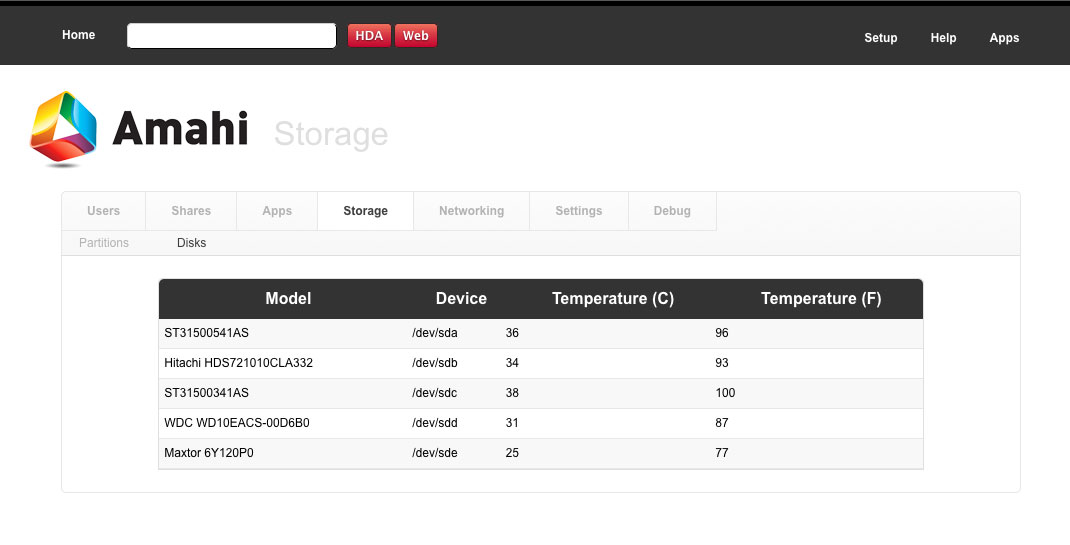 Home HDA Web Setup Help Apps
Amahi Storage
Users Shares Apps Storage Networking Settings Debug
Partitions Disks
Model Device Temperature (C) Temperature (F)
ST31500541AS /dev/sda 36 96
Hitachi HDS721010CLA332 /dev/sdb 34 93
ST31500341AS /dev/sdc 38 100
WDC WD10EACS-00D6B0 /dev/sdd 31 87
Maxtor 6Y120P0 /dev/sde 25 77